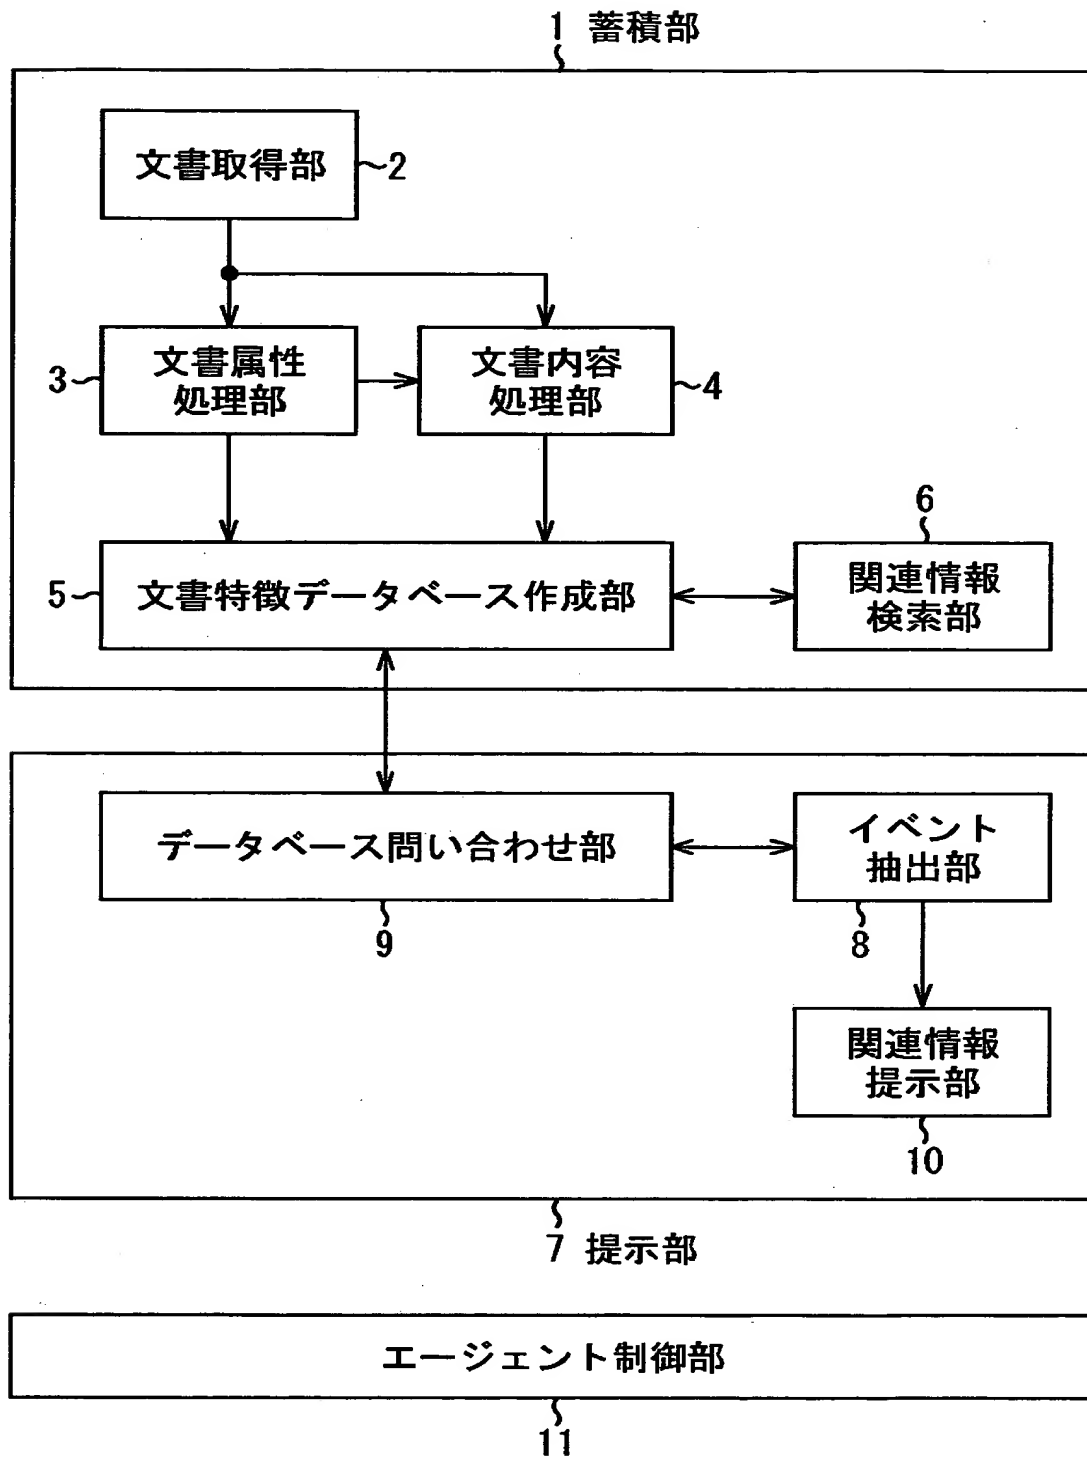 1 蓄積部
文書取得部
2
文書属性
処理部
3
文書内容
処理部
4
文書特徴データベース作成部
5
6
関連情報
検索部
データベース問い合わせ部
9
イベント
抽出部
8
関連情報
提示部
10
7 提示部
エージェント制御部
11